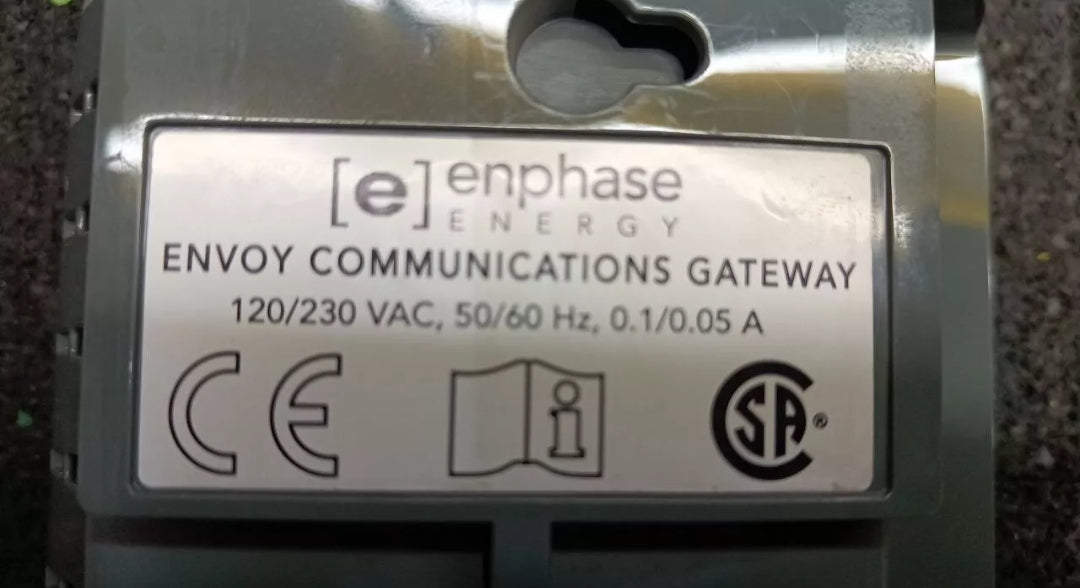 [e] enphase
ENERGY
ENVOY COMMUNICATIONS GATEWAY
120/230 VAC, 50/60 Hz, 0.1/0.05 A
CE i CSA®